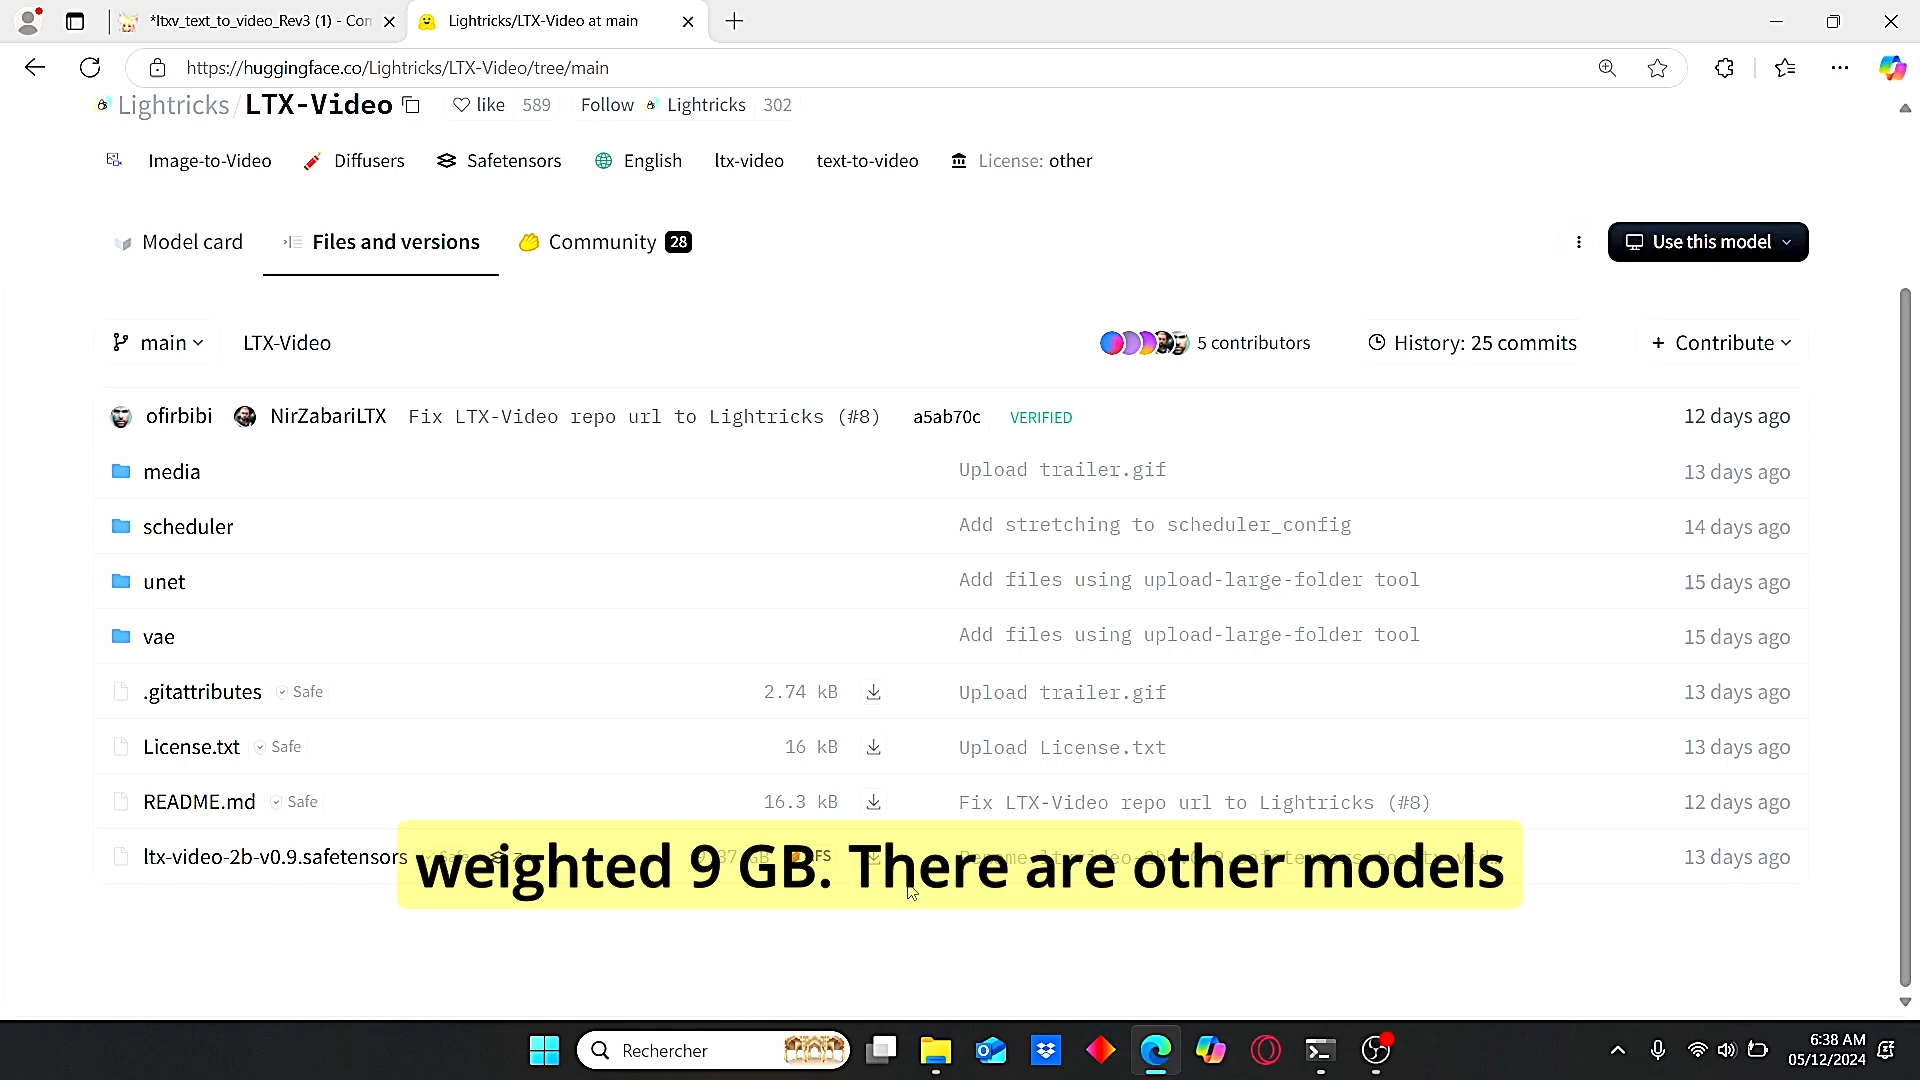 *ltxv_text_to_video_Rev3 (1) - Con
Lightricks/LTX-Video at main
https://huggingface.co/Lightricks/LTX-Video/tree/main
Lightricks/LTX-Video like 589 Follow Lightricks 302
Image-to-Video Diffusers Safetensors English ltx-video text-to-video License: other
Model card Files and versions Community 28 Use this model
main LTX-Video 5 contributors History: 25 commits + Contribute
ofirbibi NirZabariLTX Fix LTX-Video repo url to Lightricks (#8) a5ab70c VERIFIED 12 days ago
media Upload trailer.gif 13 days ago
scheduler Add stretching to scheduler_config 14 days ago
unet Add files using upload-large-folder tool 15 days ago
vae Add files using upload-large-folder tool 15 days ago
.gitattributes Safe 2.74 kB Upload trailer.gif 13 days ago
License.txt Safe 16 kB Upload License.txt 13 days ago
README.md Safe 16.3 kB Fix LTX-Video repo url to Lightricks (#8) 12 days ago
ltx-video-2b-v0.9.safetensors 13 days ago
weighted 9 GB. There are other models
Rechercher
6:38 AM
05/12/2024